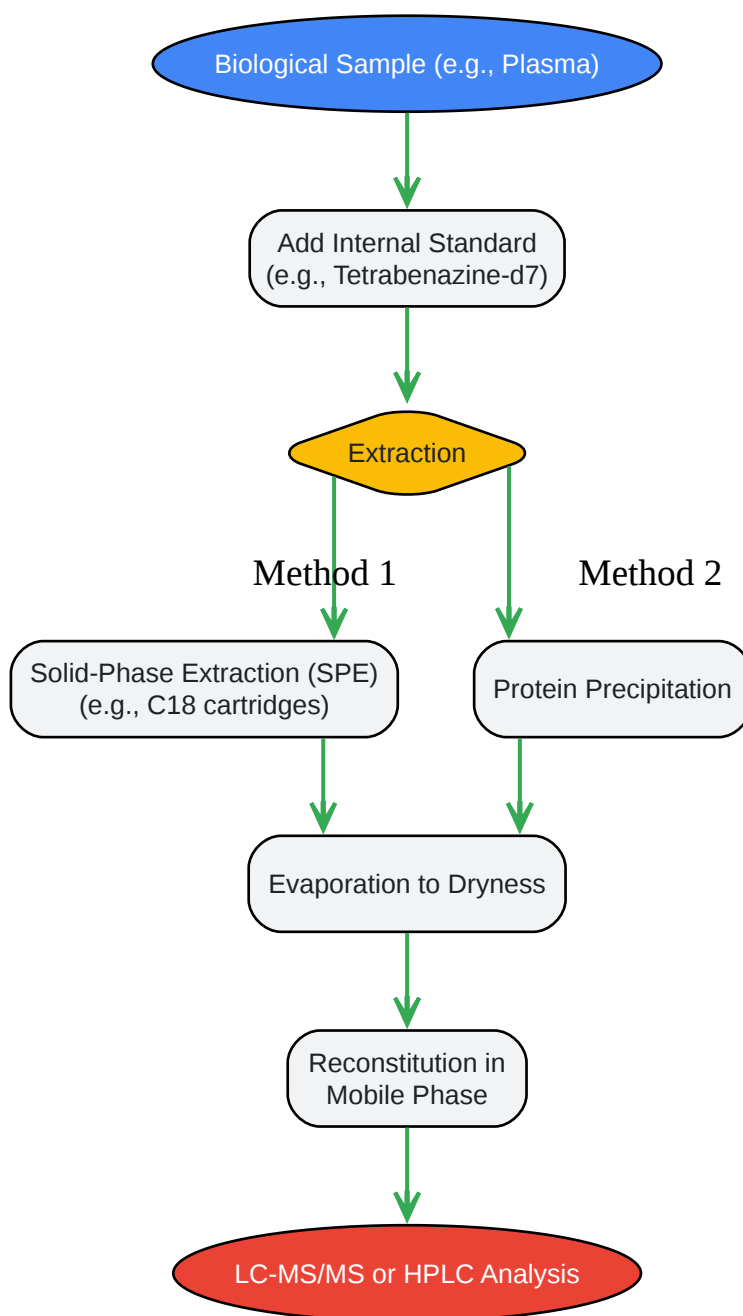 Biological Sample (e.g., Plasma)
Add Internal Standard
(e.g., Tetrabenazine-d7)
Extraction
Method 1
Method 2
Solid-Phase Extraction (SPE)
(e.g., C18 cartridges)
Protein Precipitation
Evaporation to Dryness
Reconstitution in
Mobile Phase
LC-MS/MS or HPLC Analysis